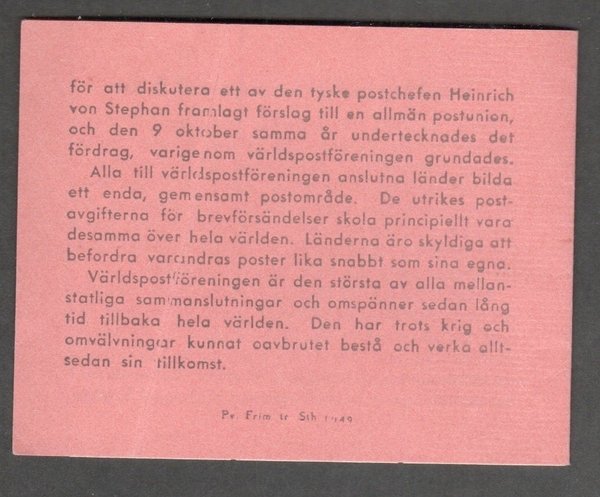 för att diskutera ett av den tyske postchefen Heinrich
von Stephan framlagt förslag till en allmän postunion,
och den 9 oktober samma år undertecknades det
fördrag, varigenom världspostföreningen grundades.
Alla till världspostföreningen anslutna länder bilda
ett enda, gemensamt postområde. De utrikes post-
avgifterna för brevförsändelser skola principiellt vara
desamma över hela världen. Länderna äro skyldiga att
befordra varandras poster lika snabbt som sina egna.
Världspostföreningen är den största av alla mellan-
statliga sammanslutningar och omspänner sedan lång
tid tillbaka hela världen. Den har trots krig och
omvälvningar kunnat oavbrutet bestå och verka allt-
sedan sin tillkomst.
Sth 1949